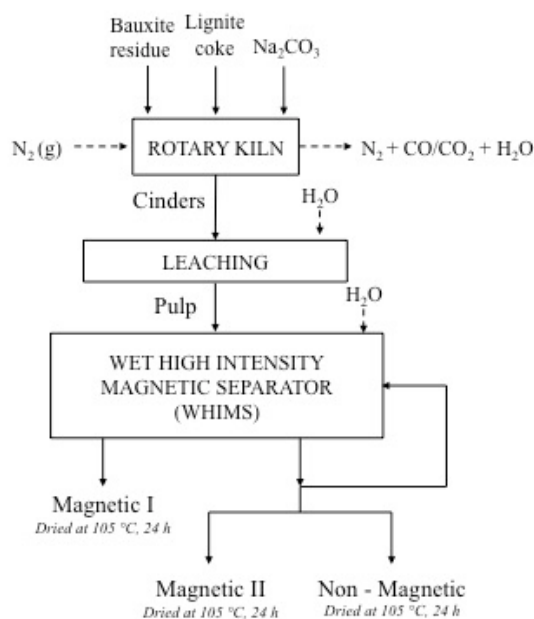 Bauxite residue
Lignite coke
Na₂CO₃
N₂ (g)
ROTARY KILN
N₂ + CO/CO₂ + H₂O
Cinders
H₂O
LEACHING
Pulp
H₂O
WET HIGH INTENSITY
MAGNETIC SEPARATOR
(WHIMS)
Magnetic I
Dried at 105 °C, 24 h
Magnetic II
Dried at 105 °C, 24 h
Non - Magnetic
Dried at 105 °C, 24 h